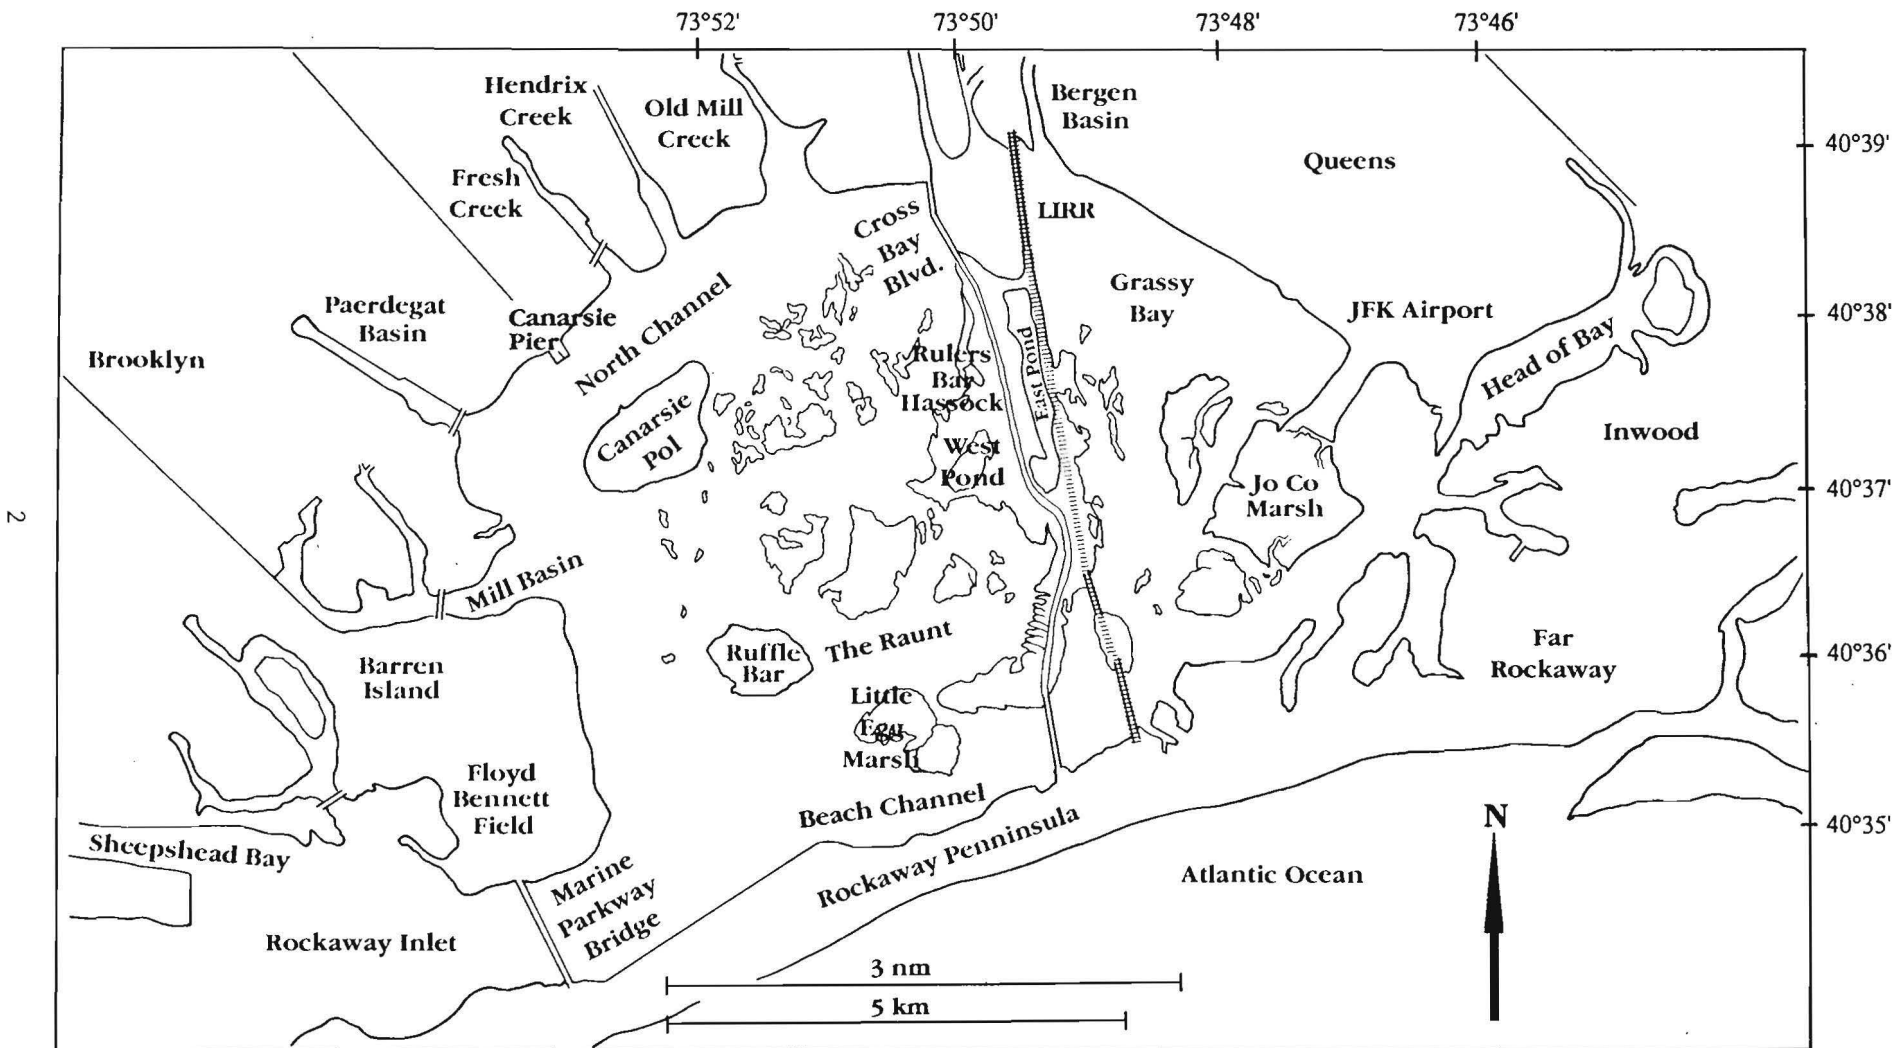 73°52'
73°50'
73°48'
73°46'
40°39'
40°38'
40°37'
40°36'
40°35'
Hendrix
Creek
Old Mill
Creek
Bergen
Basin
Queens
Fresh
Creek
LIRR
Cross
Bay
Blvd.
Grassy
Bay
JFK Airport
Head of Bay
Paerdegat
Basin
Canarsie
Pier
North Channel
Brooklyn
Rulers
Bar
Hassock
East Pond
Canarsie
Pol
West
Pond
Inwood
Jo Co
Marsh
2
Mill Basin
The Raunt
Ruffle
Bar
Far
Rockaway
Barren
Island
Little
Egg
Marsh
Floyd
Bennett
Field
Beach Channel
Rockaway Penninsula
Sheepshead Bay
Marine
Parkway
Bridge
Atlantic Ocean
N
Rockaway Inlet
3 nm
5 km